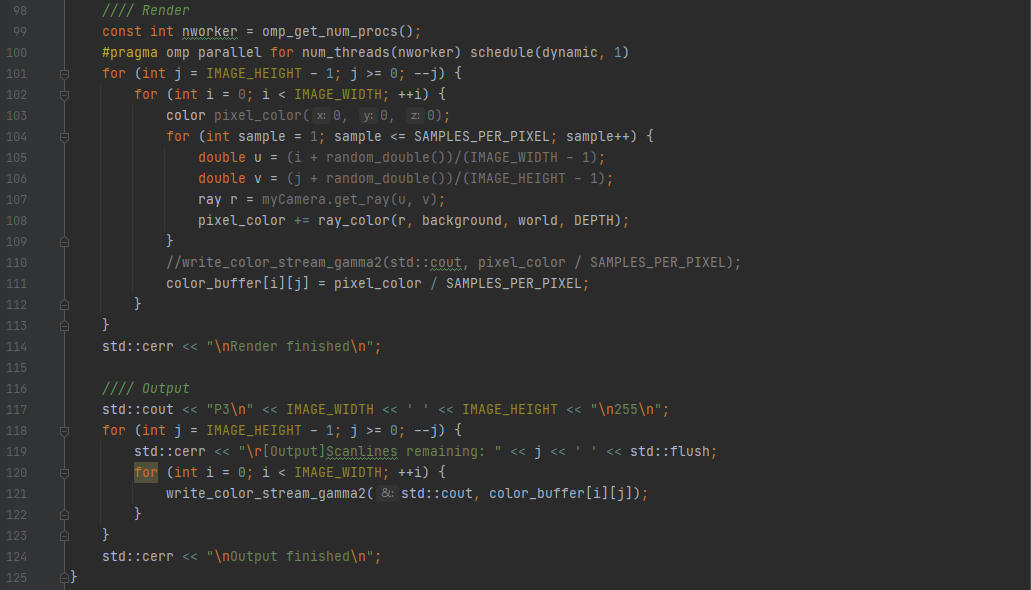 98 //// Render
99 const int nworker = omp_get_num_procs();
100 #pragma omp parallel for num_threads(nworker) schedule(dynamic, 1)
101 for (int j = IMAGE_HEIGHT - 1; j >= 0; --j) {
102 for (int i = 0; i < IMAGE_WIDTH; ++i) {
103 color pixel_color( x: 0, y: 0, z: 0);
104 for (int sample = 1; sample <= SAMPLES_PER_PIXEL; sample++) {
105 double u = (i + random_double())/(IMAGE_WIDTH - 1);
106 double v = (j + random_double())/(IMAGE_HEIGHT - 1);
107 ray r = myCamera.get_ray(u, v);
108 pixel_color += ray_color(r, background, world, DEPTH);
109 }
110 //write_color_stream_gamma2(std::cout, pixel_color / SAMPLES_PER_PIXEL);
111 color_buffer[i][j] = pixel_color / SAMPLES_PER_PIXEL;
112 }
113 }
114 std::cerr << "\nRender finished\n";
115
116 //// Output
117 std::cout << "P3\n" << IMAGE_WIDTH << ' ' << IMAGE_HEIGHT << "\n255\n";
118 for (int j = IMAGE_HEIGHT - 1; j >= 0; --j) {
119 std::cerr << "\r[Output]Scanlines remaining: " << j << ' ' << std::flush;
120 for (int i = 0; i < IMAGE_WIDTH; ++i) {
121 write_color_stream_gamma2( &: std::cout, color_buffer[i][j]);
122 }
123 }
124 std::cerr << "\nOutput finished\n";
125 }